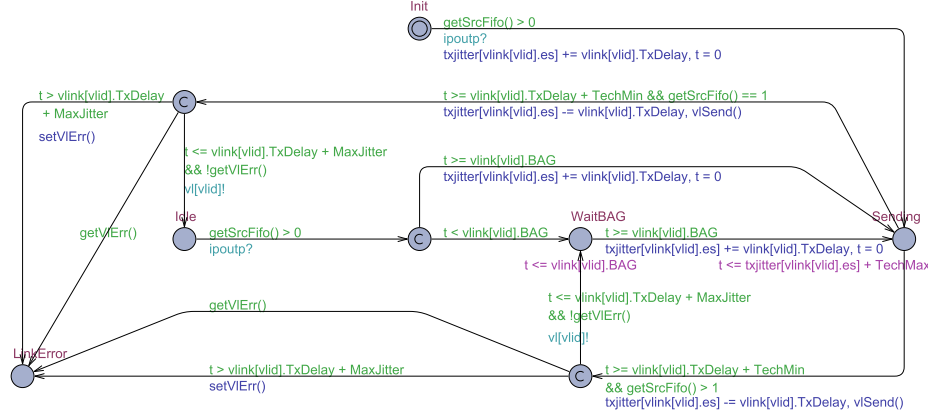 Init
getSrcFifo() > 0
ipoutp?
txjitter[vlink[vlid].es] += vlink[vlid].TxDelay, t = 0
t > vlink[vlid].TxDelay
+ MaxJitter
setVlErr()
C
t >= vlink[vlid].TxDelay + TechMin && getSrcFifo() == 1
txjitter[vlink[vlid].es] -= vlink[vlid].TxDelay, vlSend()
t <= vlink[vlid].TxDelay + MaxJitter
&& !getVlErr()
vl[vlid]!
t >= vlink[vlid].BAG
txjitter[vlink[vlid].es] += vlink[vlid].TxDelay, t = 0
getVlErr()
Idle
getSrcFifo() > 0
ipoutp?
C
t < vlink[vlid].BAG
WaitBAG
t <= vlink[vlid].BAG
t >= vlink[vlid].BAG
txjitter[vlink[vlid].es] += vlink[vlid].TxDelay, t = 0
Sending
t <= txjitter[vlink[vlid].es] + TechMax
t <= vlink[vlid].TxDelay + MaxJitter
&& !getVlErr()
vl[vlid]!
getVlErr()
LinkError
t > vlink[vlid].TxDelay + MaxJitter
setVlErr()
C
t >= vlink[vlid].TxDelay + TechMin
&& getSrcFifo() > 1
txjitter[vlink[vlid].es] -= vlink[vlid].TxDelay, vlSend()